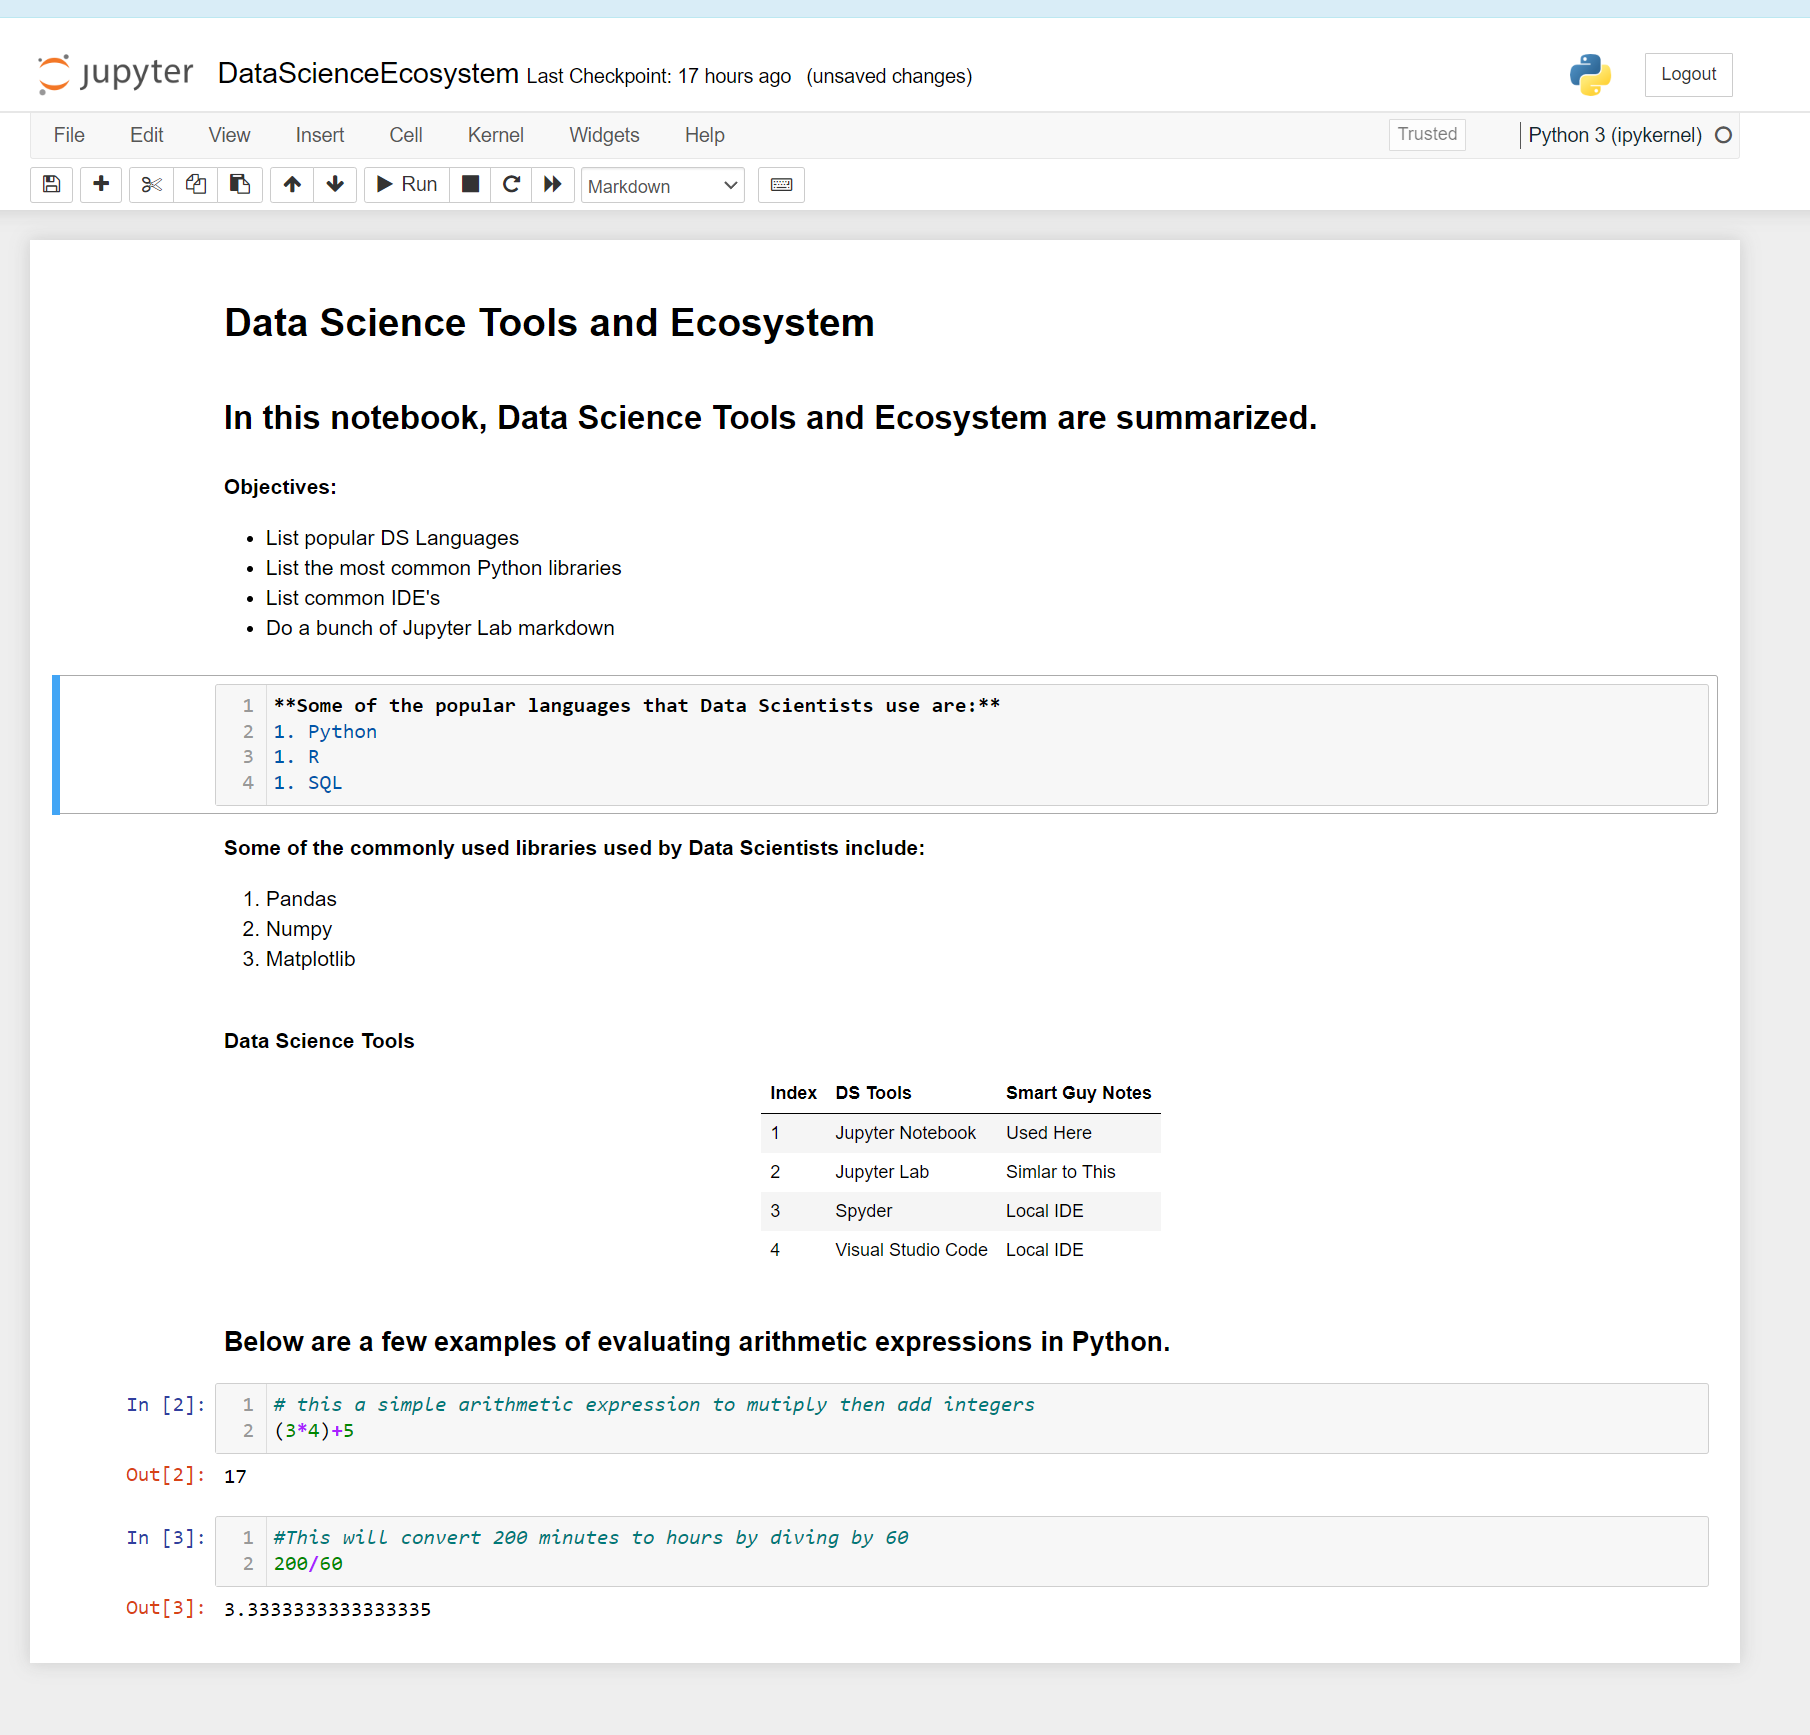 jupyter DataScienceEcosystem Last Checkpoint: 17 hours ago (unsaved changes)
Logout
File Edit View Insert Cell Kernel Widgets Help
Trusted
Python 3 (ipykernel)
Run
Markdown
Data Science Tools and Ecosystem
In this notebook, Data Science Tools and Ecosystem are summarized.
Objectives:
• List popular DS Languages
• List the most common Python libraries
• List common IDE's
• Do a bunch of Jupyter Lab markdown
1 **Some of the popular languages that Data Scientists use are:**
2 1. Python
3 1. R
4 1. SQL
Some of the commonly used libraries used by Data Scientists include:
1. Pandas
2. Numpy
3. Matplotlib
Data Science Tools
Index DS Tools Smart Guy Notes
1 Jupyter Notebook Used Here
2 Jupyter Lab Simlar to This
3 Spyder Local IDE
4 Visual Studio Code Local IDE
Below are a few examples of evaluating arithmetic expressions in Python.
In [2]: 1 # this a simple arithmetic expression to mutiply then add integers
2 (3*4)+5
Out[2]: 17
In [3]: 1 #This will convert 200 minutes to hours by diving by 60
2 200/60
Out[3]: 3.3333333333333335